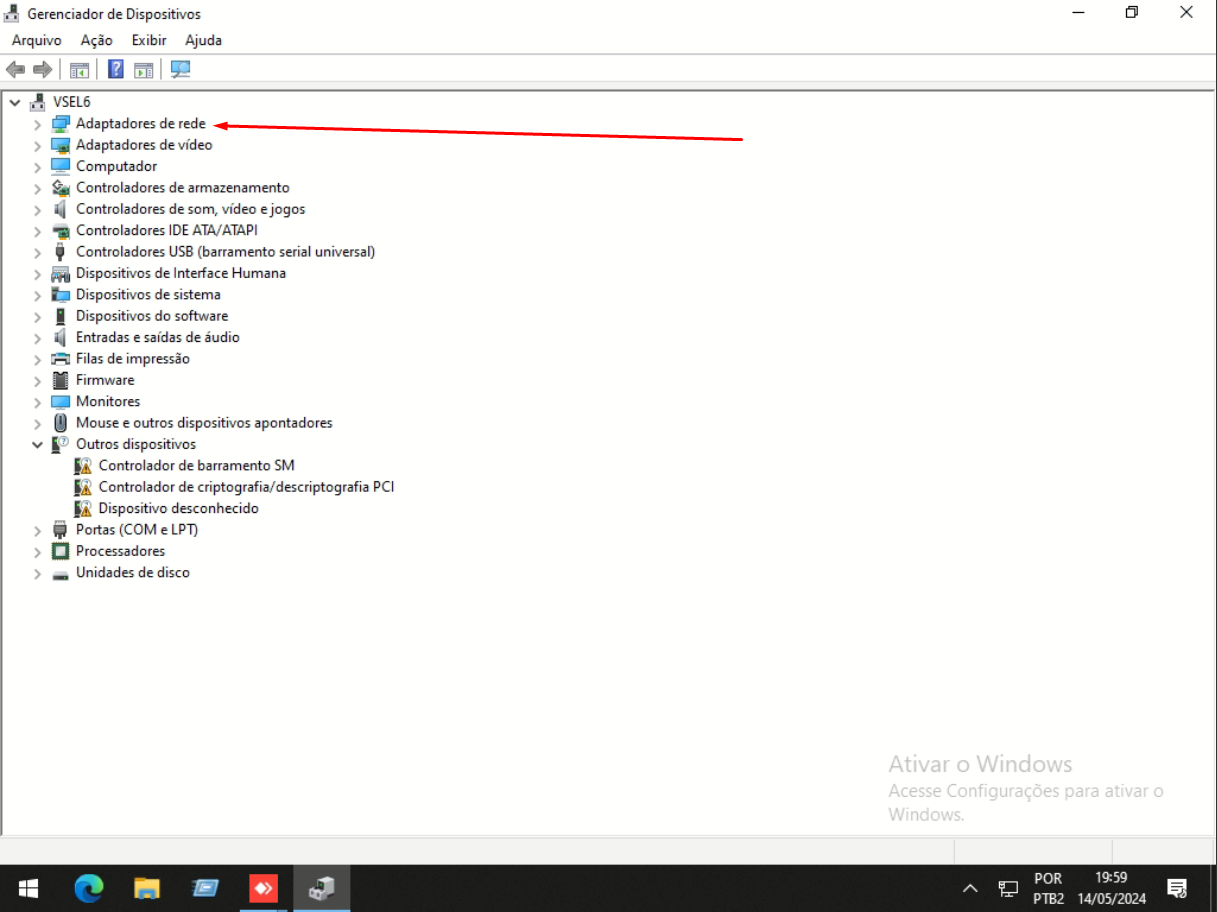 Gerenciador de Dispositivos
Arquivo Ação Exibir Ajuda
VSEL6
Adaptadores de rede
Adaptadores de vídeo
Computador
Controladores de armazenamento
Controladores de som, vídeo e jogos
Controladores IDE ATA/ATAPI
Controladores USB (barramento serial universal)
Dispositivos de Interface Humana
Dispositivos de sistema
Dispositivos do software
Entradas e saídas de áudio
Filas de impressão
Firmware
Monitores
Mouse e outros dispositivos apontadores
Outros dispositivos
Controlador de barramento SM
Controlador de criptografia/descriptografia PCI
Dispositivo desconhecido
Portas (COM e LPT)
Processadores
Unidades de disco
Ativar o Windows
Acesse Configurações para ativar o
Windows.
POR 19:59
PTB2 14/05/2024